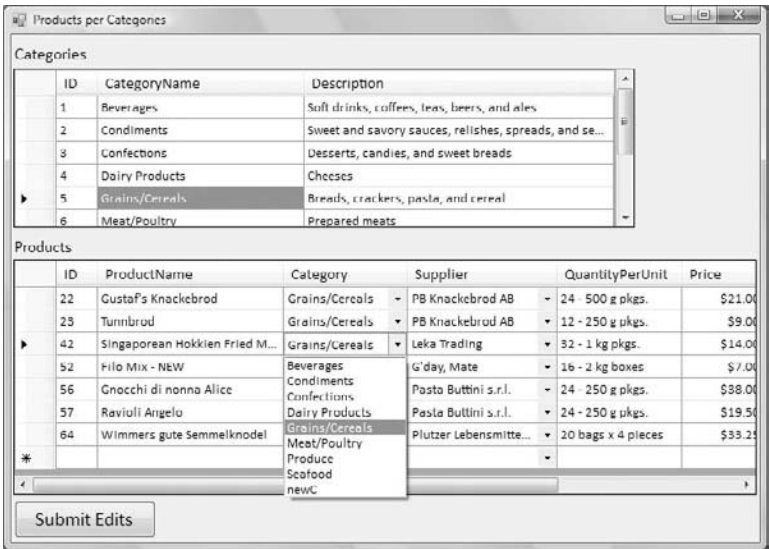 Products per Categories
Categories
ID CategoryName Description
1 Beverages Soft drinks, coffees, teas, beers, and ales
2 Condiments Sweet and savory sauces, relishes, spreads, and se...
3 Confections Desserts, candies, and sweet breads
4 Dairy Products Cheeses
5 Grains/Cereals Breads, crackers, pasta, and cereal
6 Meat/Poultry Prepared meats
Products
ID ProductName Category Supplier QuantityPerUnit Price
22 Gustaf's Knackebrod Grains/Cereals PB Knackebrod AB 24 - 500 g pkgs. $21.00
23 Tunnbrod Grains/Cereals PB Knackebrod AB 12 - 250 g pkgs. $9.00
42 Singaporean Hokkien Fried M... Grains/Cereals Leka Trading 32 - 1 kg pkgs. $14.00
52 Filo Mix - NEW G'day, Mate 16 - 2 kg boxes $7.00
56 Gnocchi di nonna Alice Pasta Buttini s.r.l. 24 - 250 g pkgs. $38.00
57 Ravioli Angelo Pasta Buttini s.r.l. 24 - 250 g pkgs. $19.50
64 Wimmers gute Semmelknodel Plutzer Lebensmitte... 20 bags x 4 pieces $33.25
Beverages
Condiments
Confections
Dairy Products
Grains/Cereals
Meat/Poultry
Produce
Seafood
newC
Submit Edits